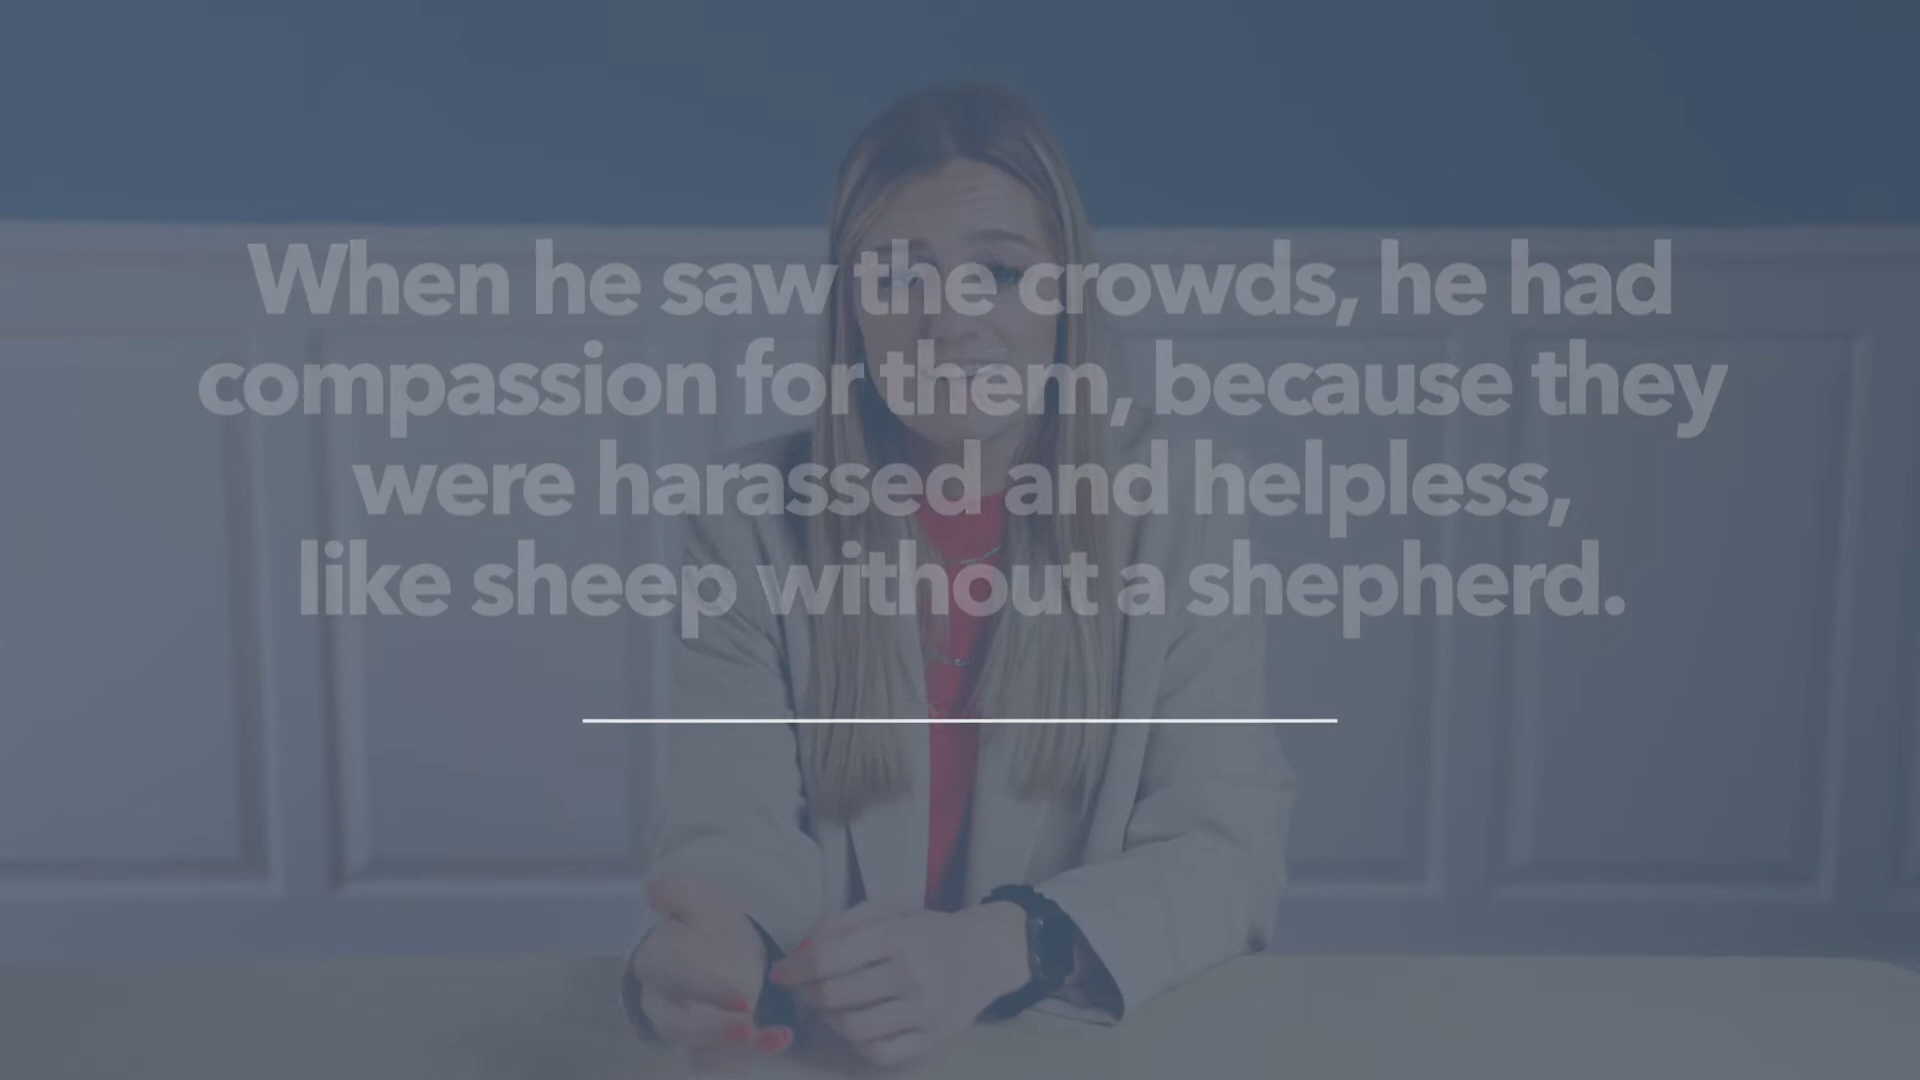 When he saw the crowds, he had
compassion for them, because they
were harassed and helpless,
like sheep without a shepherd.